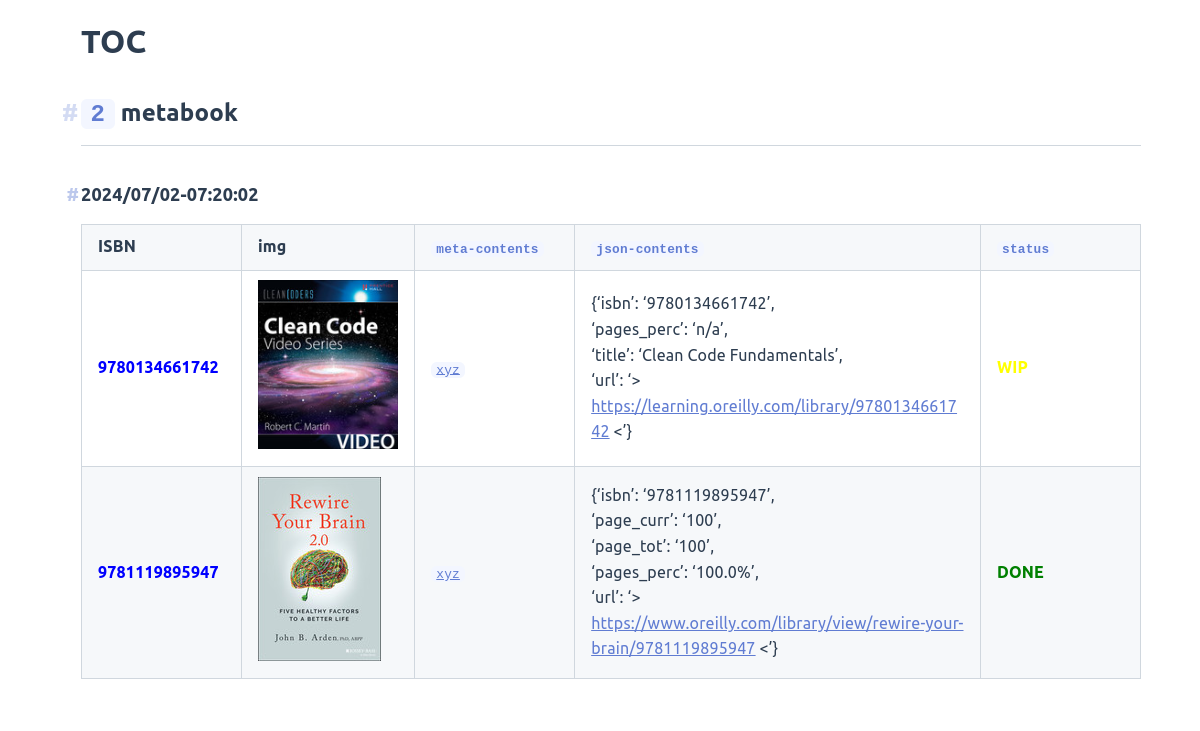 TOC
# 2 metabook
#2024/07/02-07:20:02
ISBN img meta-contents json-contents status
9780134661742
CLEAN CODERS
Clean Code
Video Series
Robert C. Martin
VIDEO
xyz
{‘isbn’: ‘9780134661742’,
‘pages_perc’: ‘n/a’,
‘title’: ‘Clean Code Fundamentals’,
‘url’: ‘>
https://learning.oreilly.com/library/97801346617
42 <’}
WIP
9781119895947
Rewire
Your Brain
2.0
FIVE HEALTHY FACTORS
TO A BETTER LIFE
John B. Arden, PhD, ABPP
xyz
{‘isbn’: ‘9781119895947’,
‘page_curr’: ‘100’,
‘page_tot’: ‘100’,
‘pages_perc’: ‘100.0%’,
‘url’: ‘>
https://www.oreilly.com/library/view/rewire-your-
brain/9781119895947 <’}
DONE